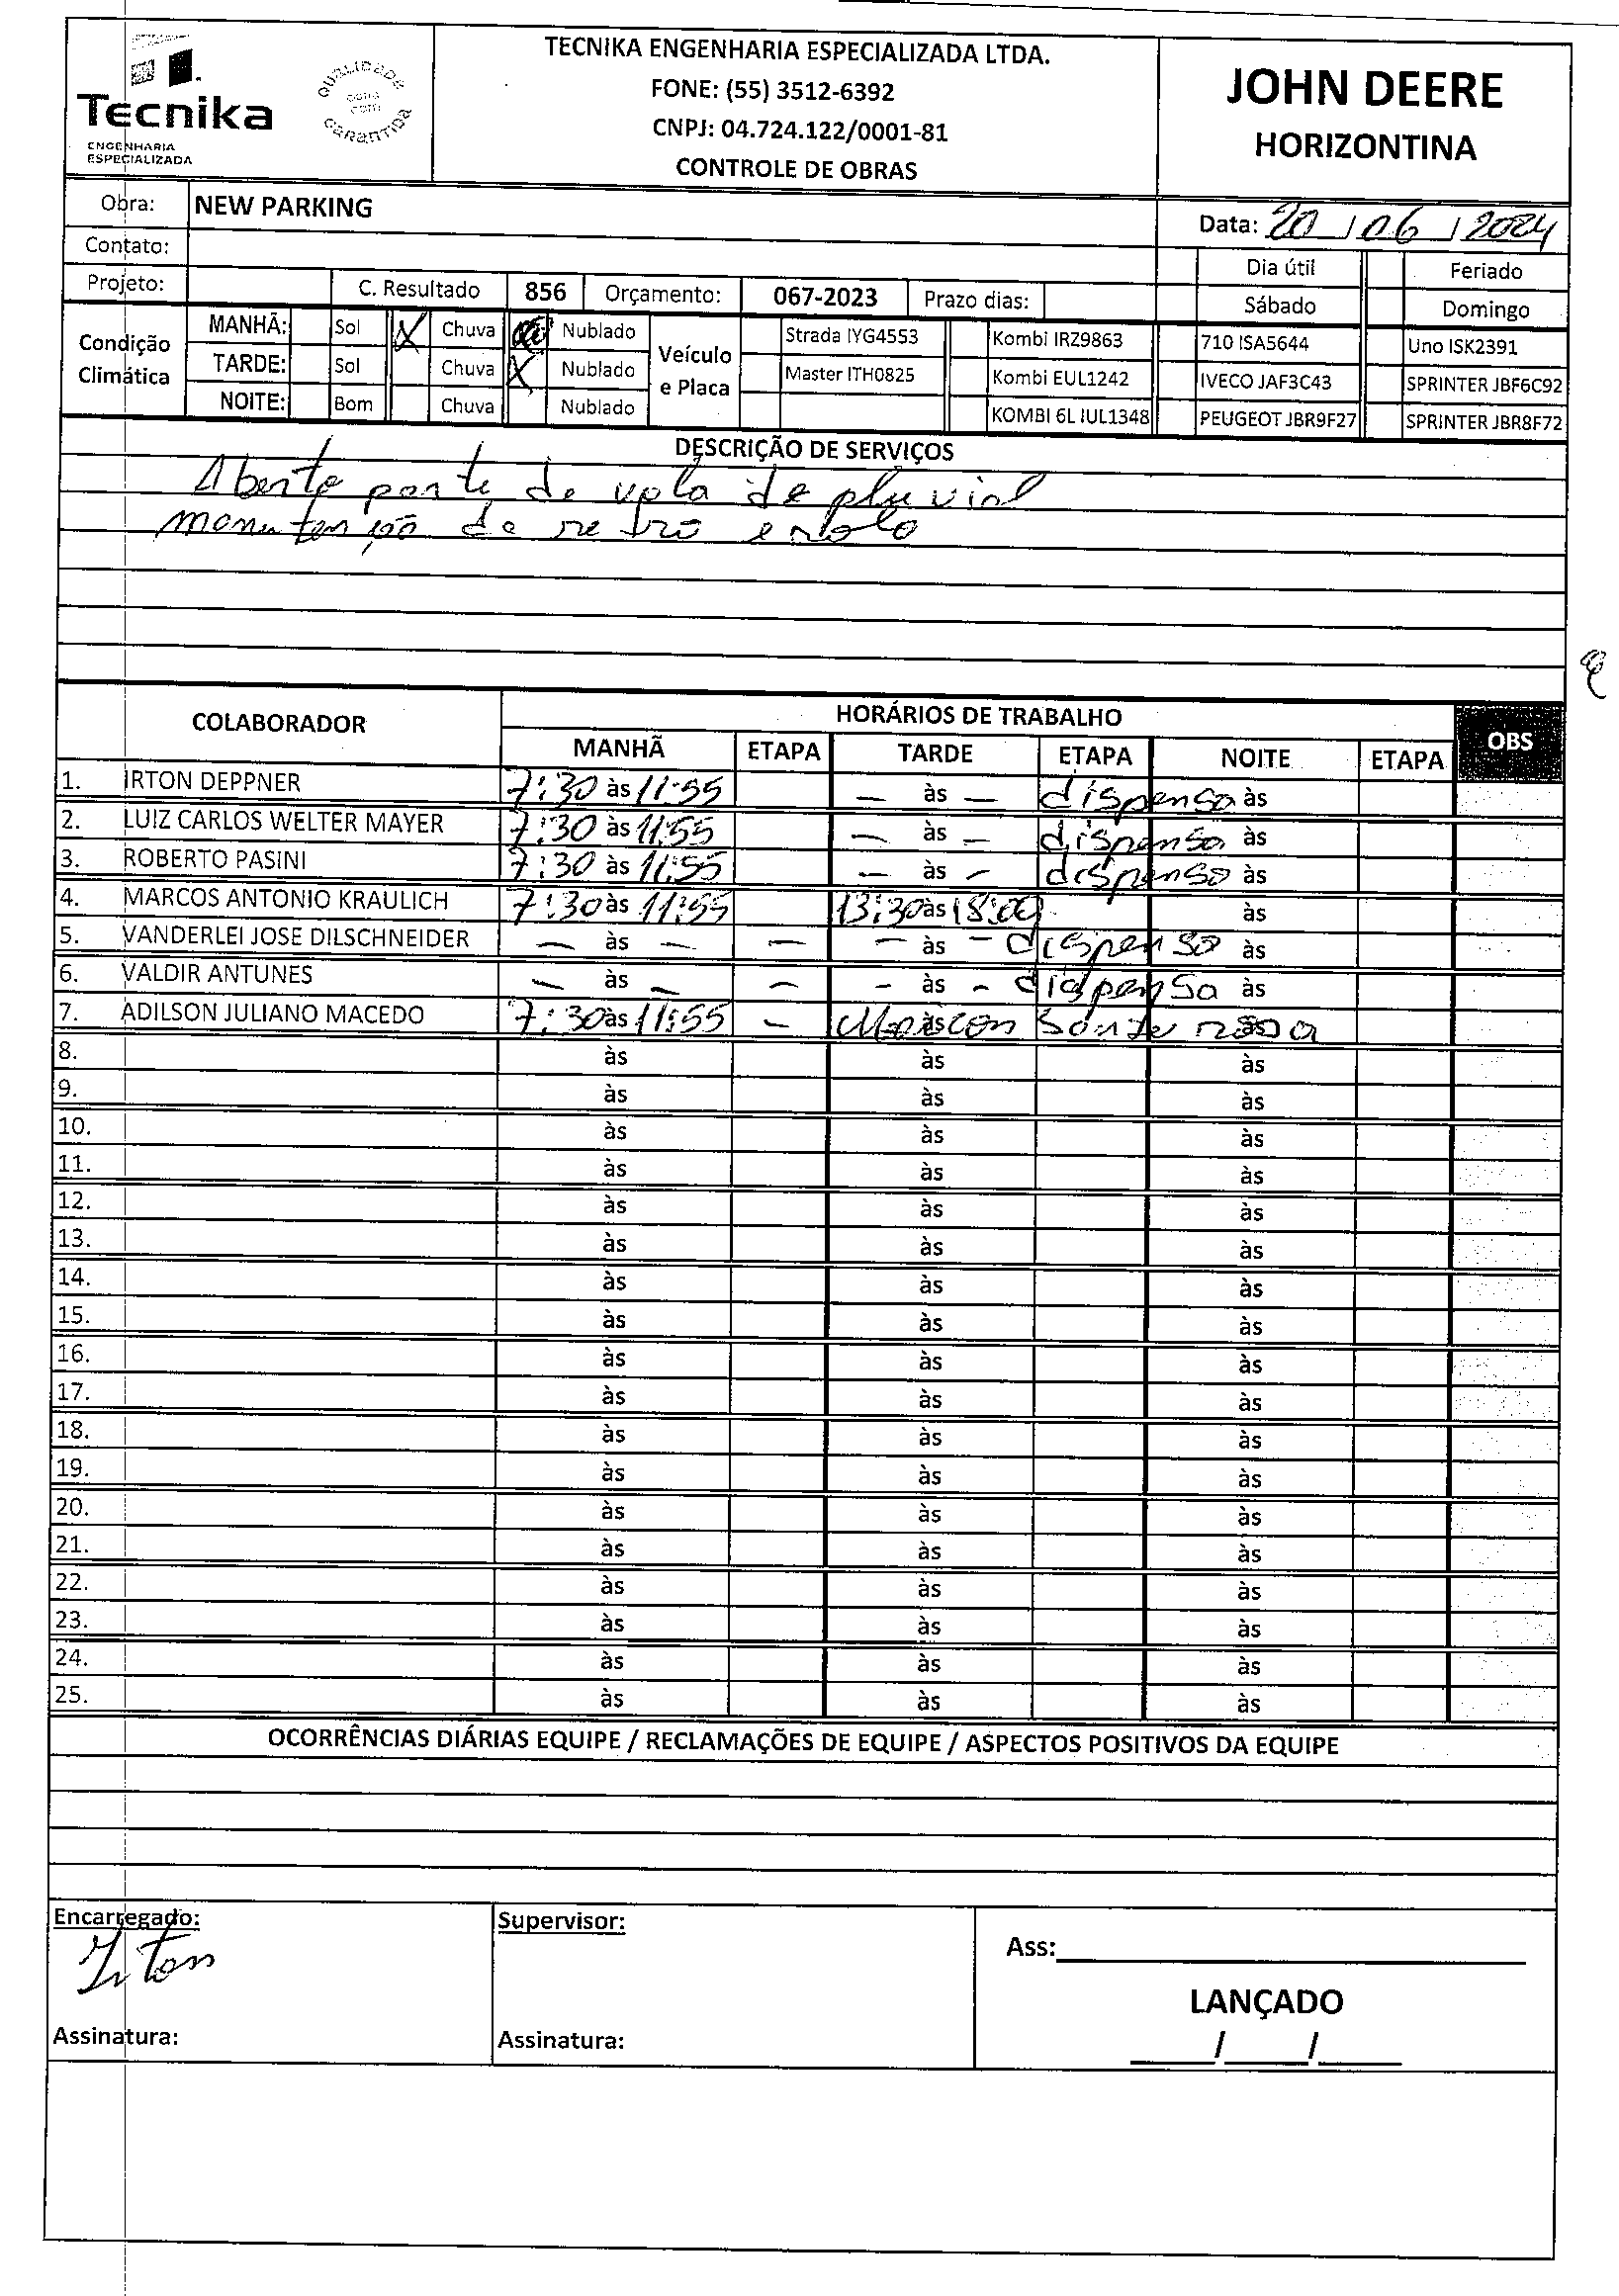 Tecnika
ENGENHARIA
ESPECIALIZADA
QUALIDADE
GARANTIDA
TECNIKA ENGENHARIA ESPECIALIZADA LTDA.
FONE: (55) 3512-6392
CNPJ: 04.724.122/0001-81
CONTROLE DE OBRAS
JOHN DEERE
HORIZONTINA
Obra: NEW PARKING
Data: 20 / 06 / 2024
Contato:
Dia útil Feriado
Projeto: C. Resultado 856 Orçamento: 067-2023 Prazo dias: Sábado Domingo
Condição Climática
MANHÃ: Sol X Chuva Nublado
TARDE: Sol Chuva X Nublado
NOITE: Bom Chuva Nublado
Veículo e Placa
Strada IYG4553 Kombi IRZ9863 710 ISA5644 Uno ISK2391
Master ITH0825 Kombi EUL1242 IVECO JAF3C43 SPRINTER JBF6C92
KOMBI 6L IUL1348 PEUGEOT JBR9F27 SPRINTER JBR8F72
DESCRIÇÃO DE SERVIÇOS
Aberto parte de vala de pluvial
manutenção de retro
COLABORADOR HORÁRIOS DE TRABALHO OBS
MANHÃ ETAPA TARDE ETAPA NOITE ETAPA
1. IRTON DEPPNER 7:30 às 11:55 — às — dispensa às
2. LUIZ CARLOS WELTER MAYER 7:30 às 11:55 — às — dispensa às
3. ROBERTO PASINI 7:30 às 11:55 — às — dispensa às
4. MARCOS ANTONIO KRAULICH 7:30 às 11:55 13:30 às 18:00 às
5. VANDERLEI JOSE DILSCHNEIDER — às — — — às — dispensa às
6. VALDIR ANTUNES — às — — — às — dispensa às
7. ADILSON JULIANO MACEDO 7:30 às 11:55 — às às
8. às às às
9. às às às
10. às às às
11. às às às
12. às às às
13. às às às
14. às às às
15. às às às
16. às às às
17. às às às
18. às às às
19. às às às
20. às às às
21. às às às
22. às às às
23. às às às
24. às às às
25. às às às
OCORRÊNCIAS DIÁRIAS EQUIPE / RECLAMAÇÕES DE EQUIPE / ASPECTOS POSITIVOS DA EQUIPE
Encarregado:
Irton
Assinatura:
Supervisor:
Assinatura:
Ass:
LANÇADO
/ /